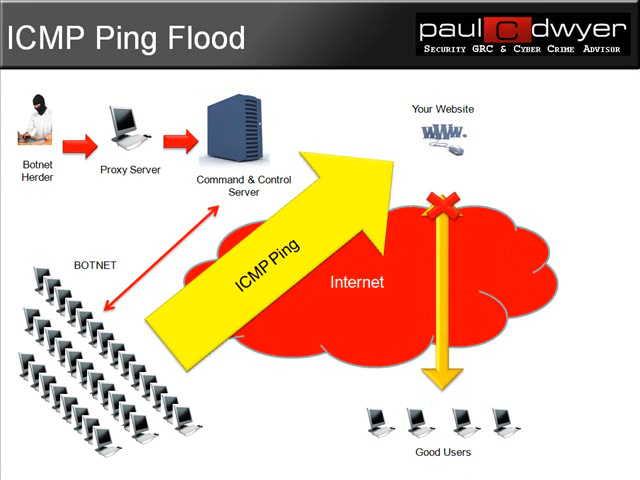 ICMP Ping Flood
paul C dwyer
SECURITY GRC & CYBER CRIME ADVISOR
Your Website
WWW.
Botnet
Herder
Proxy Server
Command & Control
Server
BOTNET
ICMP Ping
Internet
Good Users